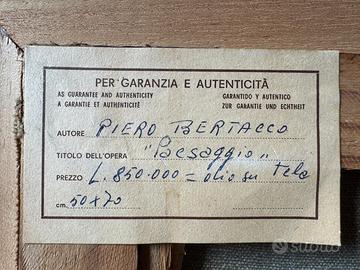 PER GARANZIA E AUTENTICITÀ
AS GUARANTEE AND AUTHENTICITY
GARANTIDO Y AUTENTICO
A GARANTIE ET AUTHENTICITÉ
ZUR GARANTIE UND ECHTHEIT
AUTORE PIERO BERTACCO
TITOLO DELL'OPERA "Paesaggio"
PREZZO L. 850.000= olio su tela
cm. 50x70
subito